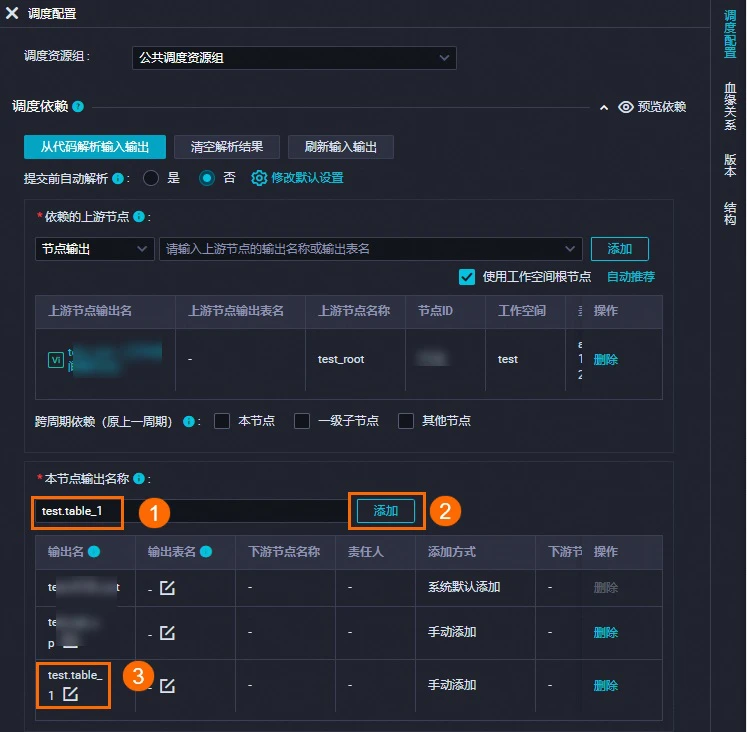 调度配置
调度资源组：
公共调度资源组
调度依赖
预览依赖
从代码解析输入输出
清空解析结果
刷新输入输出
提交前自动解析 ：
是
否
修改默认设置
* 依赖的上游节点 ：
节点输出
请输入上游节点的输出名称或输出表名
添加
使用工作空间根节点
自动推荐
上游节点输出名
上游节点输出表名
上游节点名称
节点ID
工作空间
操作
VI
-
test_root
test
a
1
2
删除
跨周期依赖（原上一周期） ：
本节点
一级子节点
其他节点
* 本节点输出名称 ：
test.table_1
1
添加
2
输出名
输出表名
下游节点名称
责任人
添加方式
下游节
操作
-
-
-
系统默认添加
-
删除
p
-
-
-
手动添加
-
删除
test.table_
1
3
-
-
-
手动添加
-
删除
调度配置
血缘关系
版本
结构